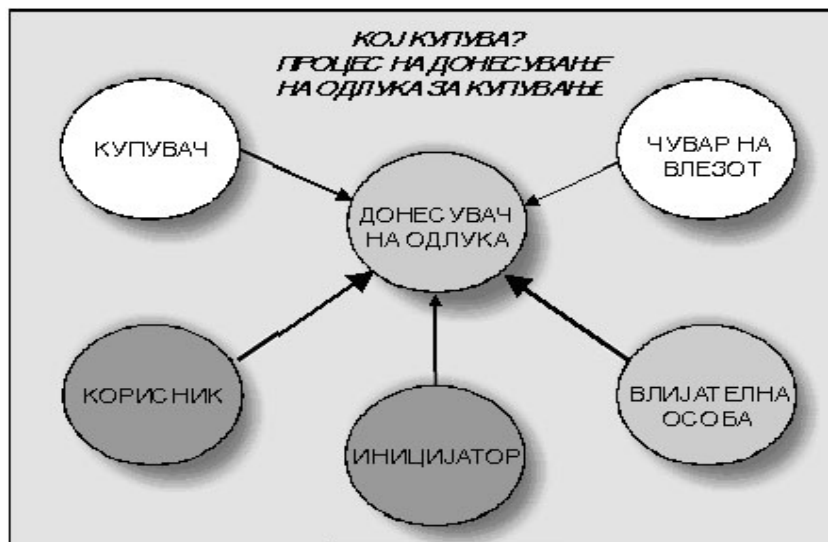 КОЈ КУПУВА?
ПРОЦЕС НА ДОНЕСУВАЊЕ
НА ОДЛУКА ЗА КУПУВАЊЕ
КУПУВАЧ
ЧУВАР НА
ВЛЕЗОТ
ДОНЕСУВАЧ
НА ОДЛУКА
КОРИСНИК
ИНИЦИЈАТОР
ВЛИЈАТЕЛНА
ОСОБА